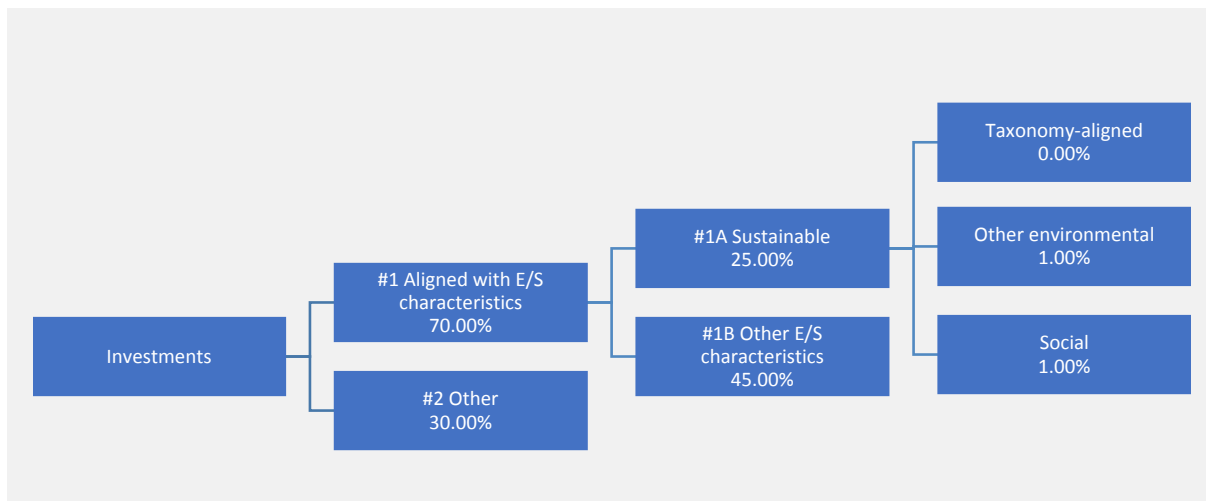 Investments
#1 Aligned with E/S
characteristics
70.00%
#2 Other
30.00%
#1A Sustainable
25.00%
#1B Other E/S
characteristics
45.00%
Taxonomy-aligned
0.00%
Other environmental
1.00%
Social
1.00%